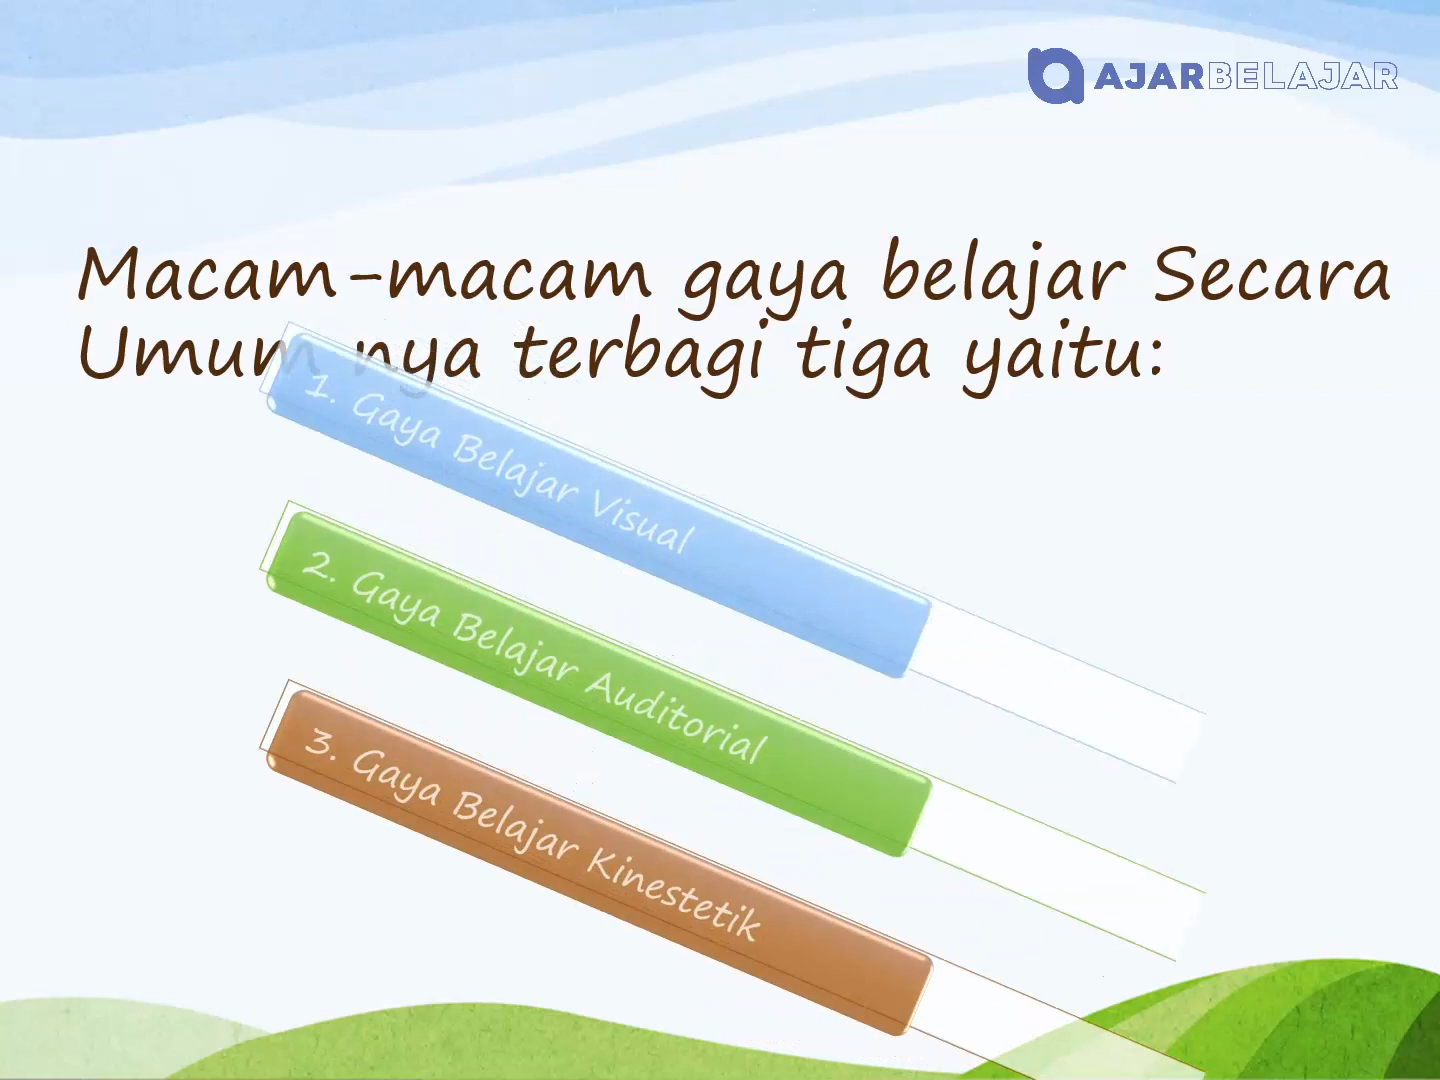 AJARBELAJAR
Macam-macam gaya belajar Secara
Umum nya terbagi tiga yaitu:
1. Gaya Belajar Visual
2. Gaya Belajar Auditorial
3. Gaya Belajar Kinestetik